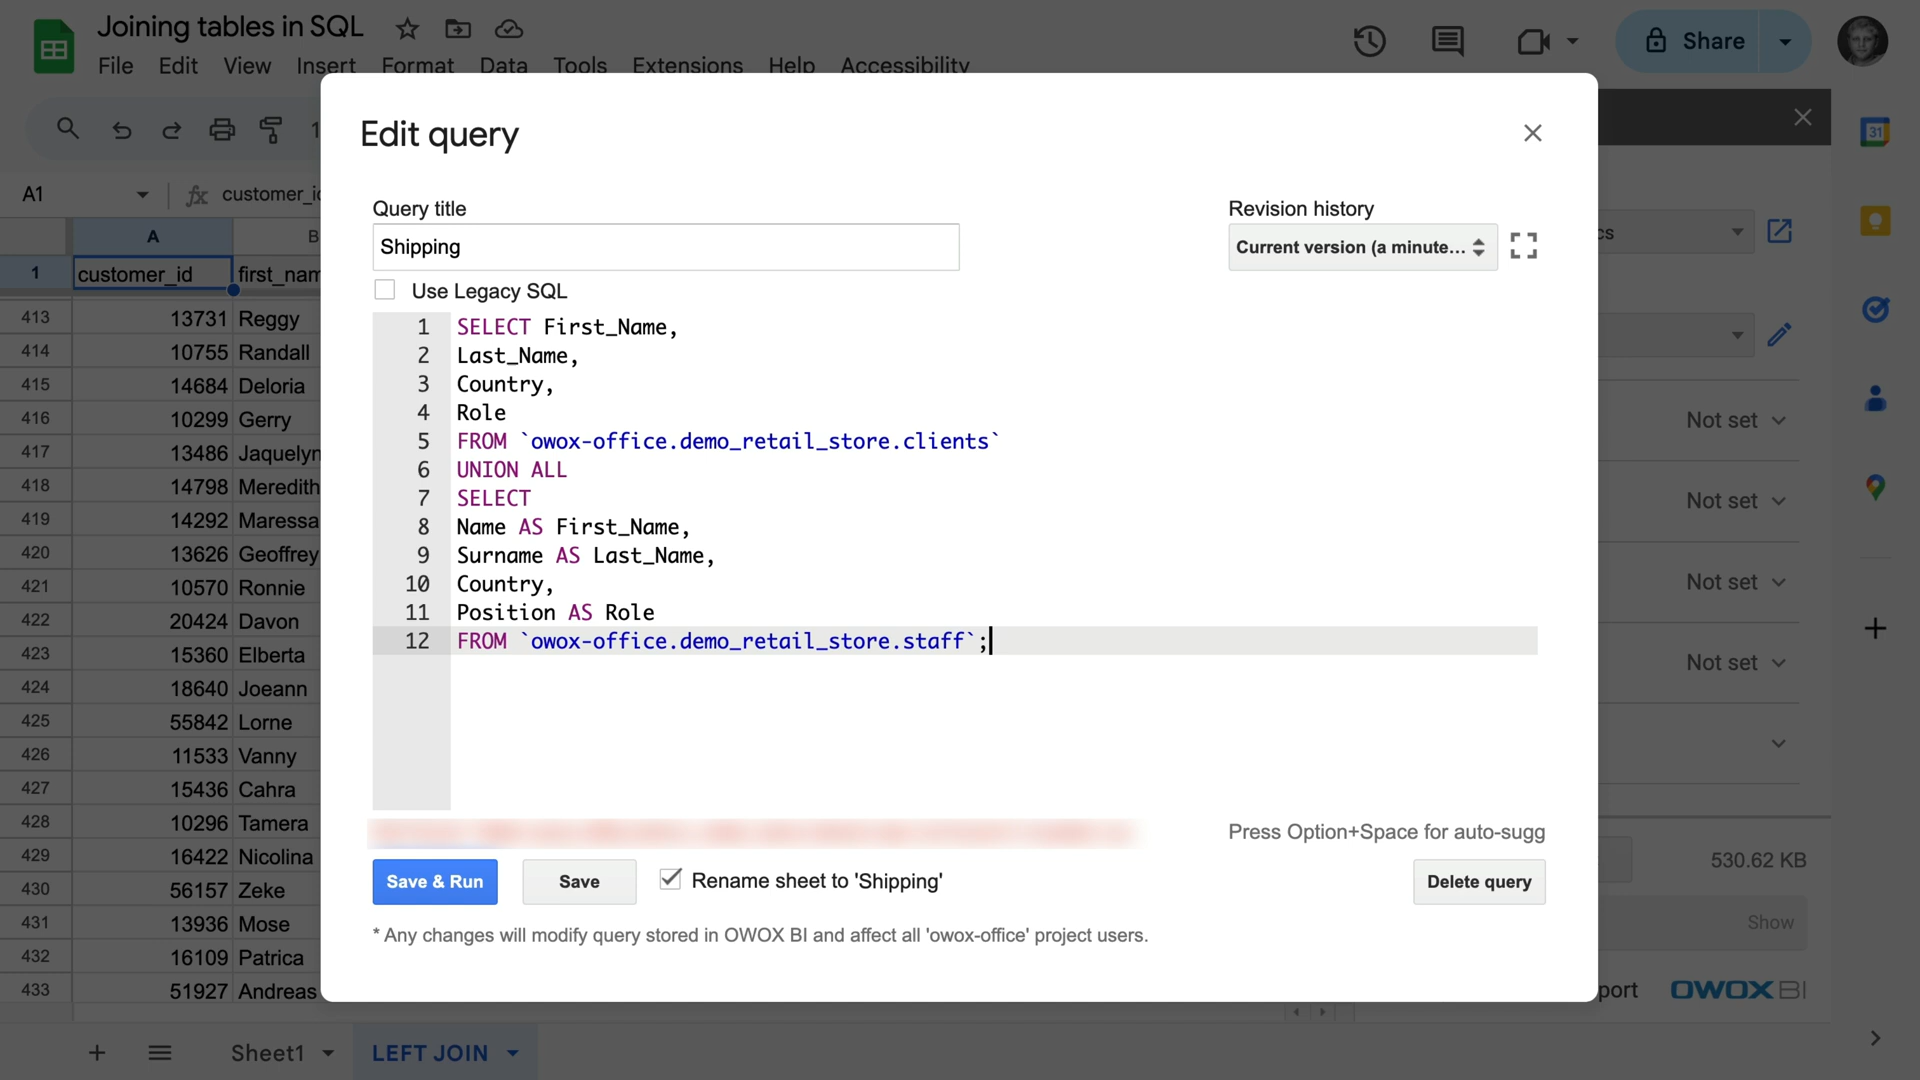 Joining tables in SQL
File Edit View Insert Format Data Tools Extensions Help Accessibility
Share
31
A1 customer_id
A B
1 customer_id first_nam
413 13731 Reggy
414 10755 Randall
415 14684 Deloria
416 10299 Gerry
417 13486 Jaquelyn
418 14798 Meredith
419 14292 Maressa
420 13626 Geoffrey
421 10570 Ronnie
422 20424 Davon
423 15360 Elberta
424 18640 Joeann
425 55842 Lorne
426 11533 Vanny
427 15436 Cahra
428 10296 Tamera
429 16422 Nicolina
430 56157 Zeke
431 13936 Mose
432 16109 Patrica
433 51927 Andreas
Edit query
Query title
Shipping
Revision history
Current version (a minute...
Use Legacy SQL
1 SELECT First_Name,
2 Last_Name,
3 Country,
4 Role
5 FROM `owox-office.demo_retail_store.clients`
6 UNION ALL
7 SELECT
8 Name AS First_Name,
9 Surname AS Last_Name,
10 Country,
11 Position AS Role
12 FROM `owox-office.demo_retail_store.staff`;
Press Option+Space for auto-sugg
Save & Run
Save
Rename sheet to 'Shipping'
Delete query
* Any changes will modify query stored in OWOX BI and affect all 'owox-office' project users.
cs
Not set
Not set
Not set
Not set
530.62 KB
Show
port
OWOX BI
Sheet1
LEFT JOIN